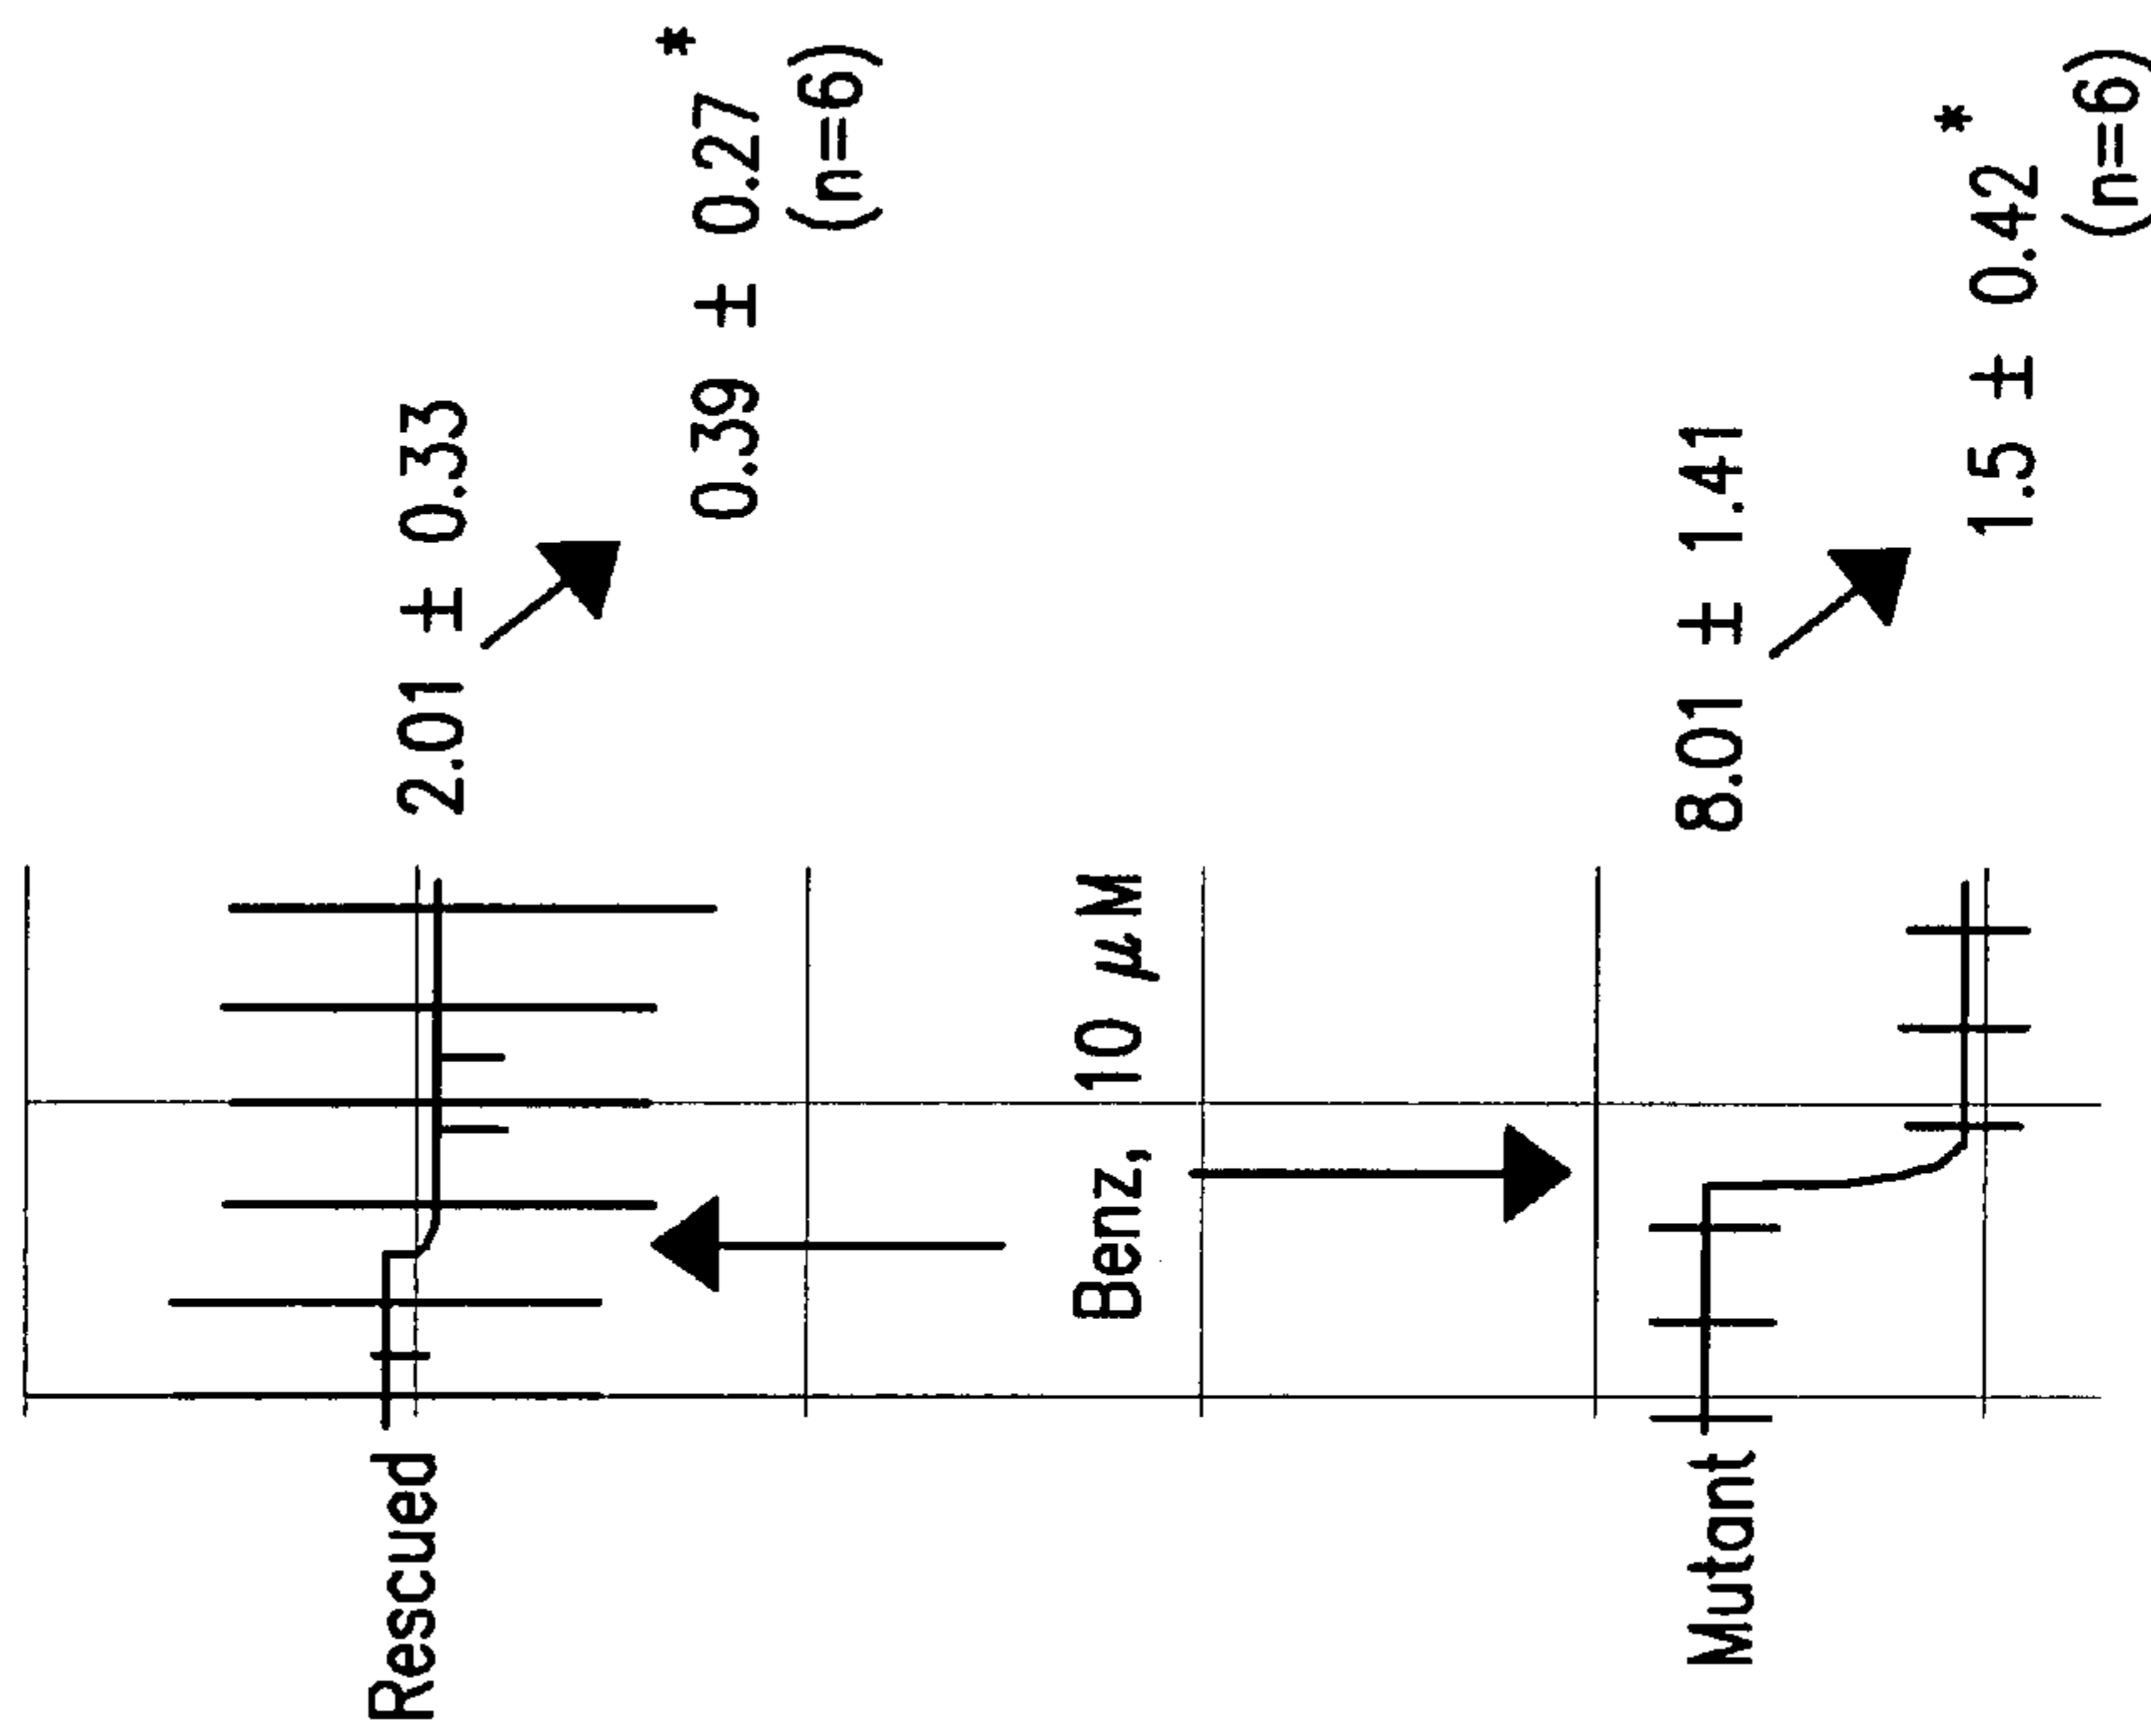 Rescued
2.01 ± 0.33
0.39 ± 0.27*
(n=6)
Benz, 10 μM
Mutant
8.01 ± 1.41
1.5 ± 0.42*
(n=6)